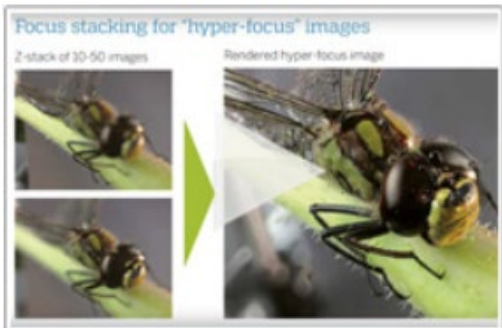 Focus stacking for "hyper-focus" images
Z-stack of 10-50 images
Rendered hyper-focus image